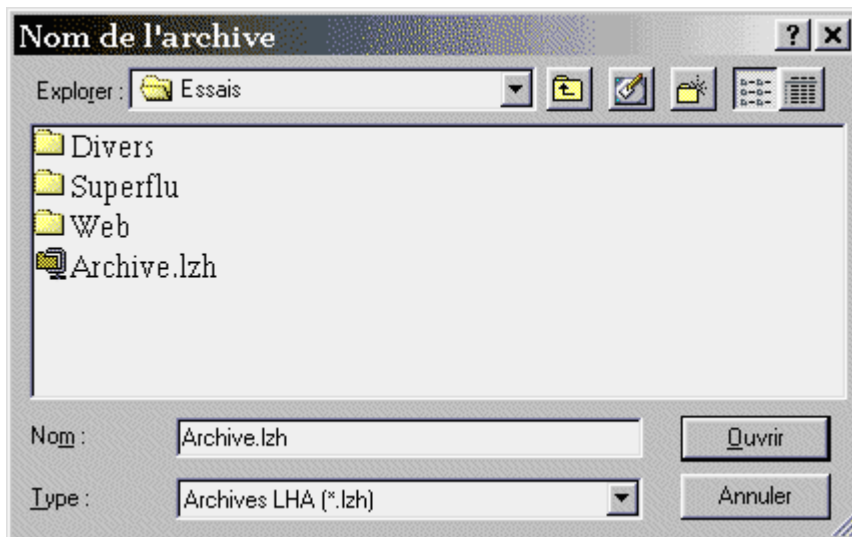 Nom de l'archive
Explorer : Essais
Divers
Superflu
Web
Archive.lzh
Nom : Archive.lzh Ouvrir
Type : Archives LHA (*.lzh) Annuler